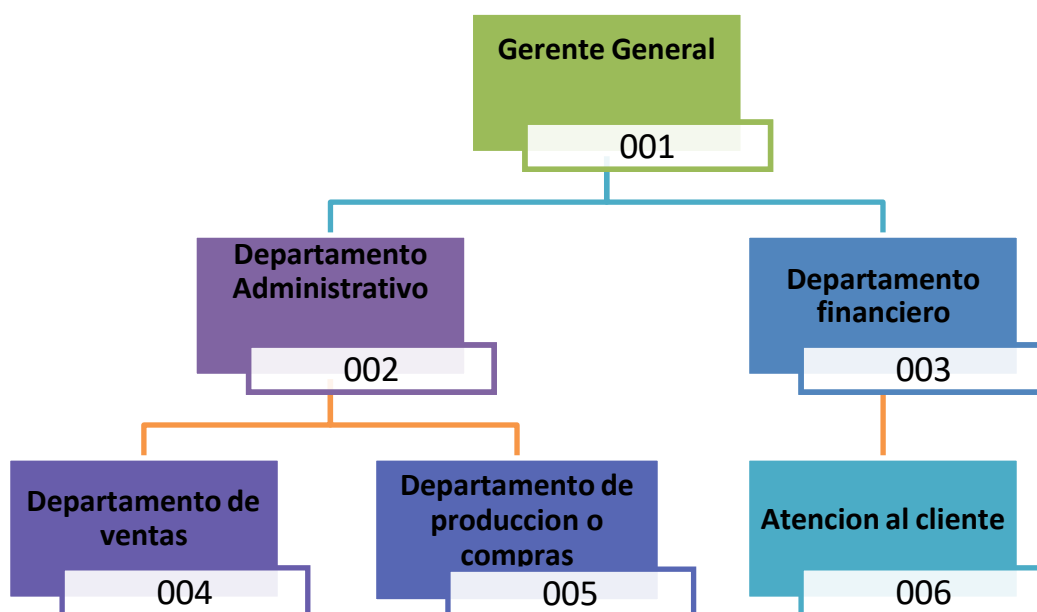 Gerente General
001
Departamento
Administrativo
002
Departamento
financiero
003
Departamento de
ventas
004
Departamento de
produccion o
compras
005
Atencion al cliente
006